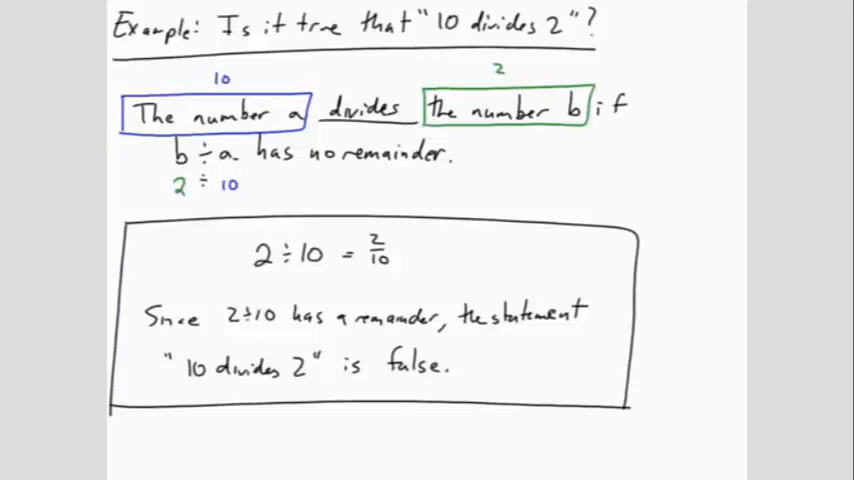 Example: Is it true that "10 divides 2"?
10 2
The number a divides the number b if
b ÷ a has no remainder.
2 ÷ 10
2 ÷ 10 = 2/10
Since 2÷10 has a remainder, the statement
"10 divides 2" is false.